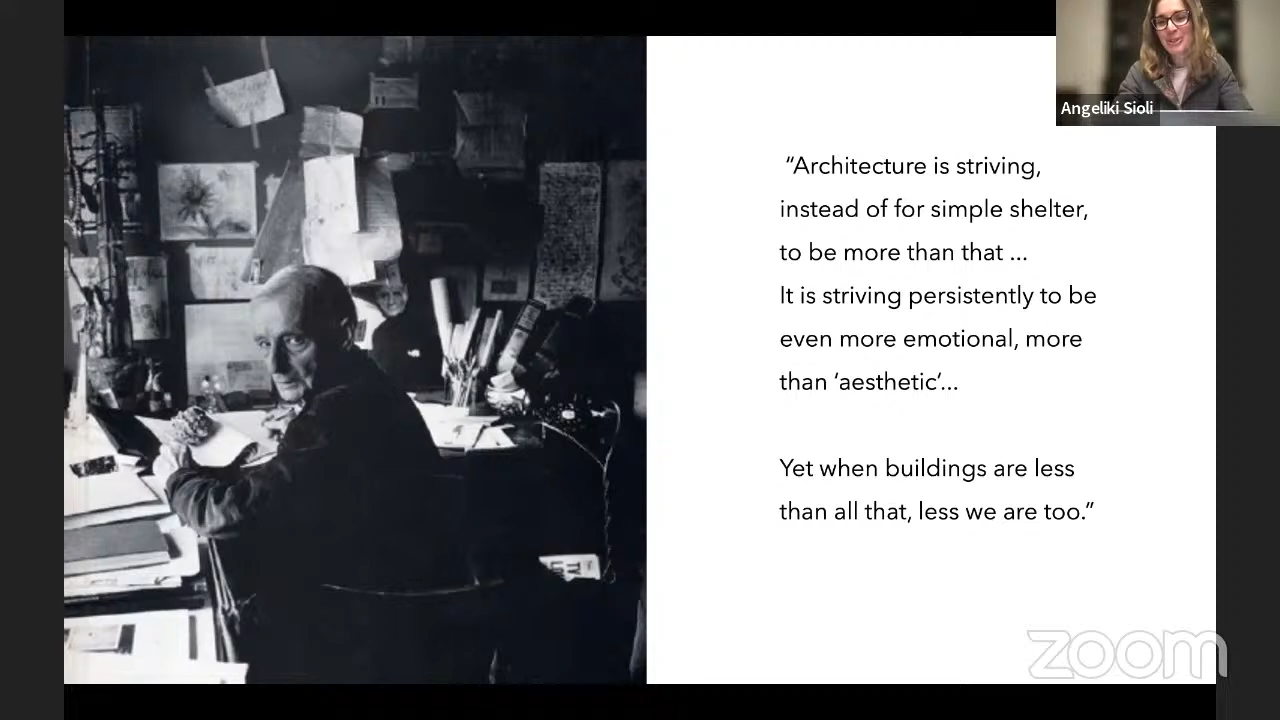 Angeliki Sioli
“Architecture is striving,
instead of for simple shelter,
to be more than that ...
It is striving persistently to be
even more emotional, more
than ‘aesthetic’...
Yet when buildings are less
than all that, less we are too.”
zoom